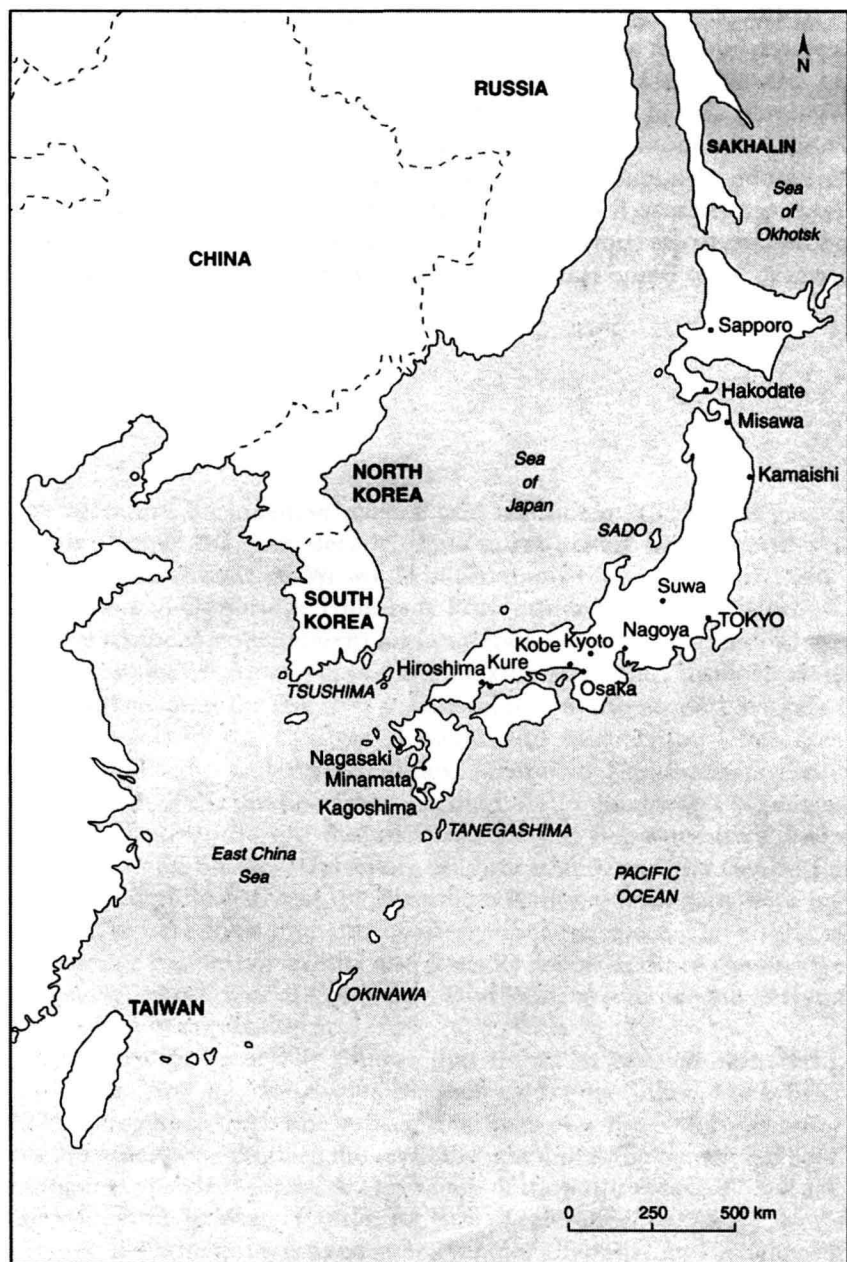 N
RUSSIA
SAKHALIN
Sea
of
Okhotsk
CHINA
Sapporo
Hakodate
Misawa
NORTH
KOREA
Sea
of
Japan
Kamaishi
SADO
Suwa
SOUTH
KOREA
TOKYO
Nagoya
Kobe
Kyoto
Hiroshima
Kure
Osaka
TSUSHIMA
Nagasaki
Minamata
Kagoshima
TANEGASHIMA
East China
Sea
PACIFIC
OCEAN
OKINAWA
TAIWAN
0 250 500 km